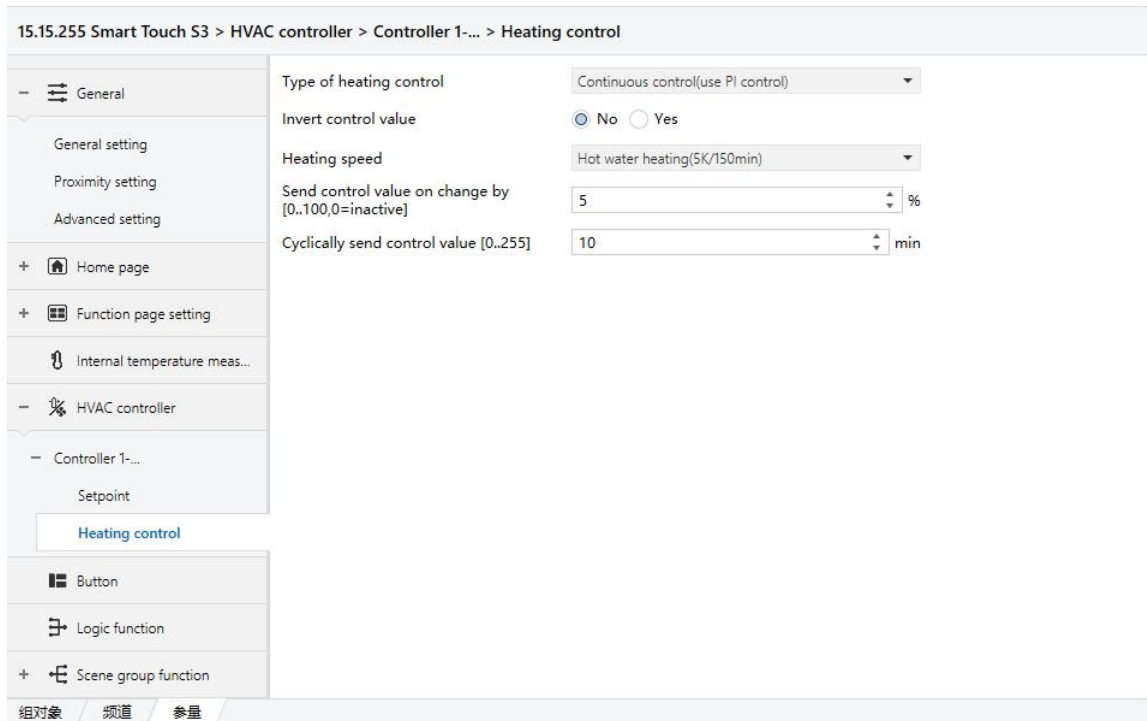 15.15.255 Smart Touch S3 > HVAC controller > Controller 1-... > Heating control
General
General setting
Proximity setting
Advanced setting
Home page
Function page setting
Internal temperature meas...
HVAC controller
Controller 1-...
Setpoint
Heating control
Button
Logic function
Scene group function
Type of heating control Continuous control(use PI control)
Invert control value No Yes
Heating speed Hot water heating(5K/150min)
Send control value on change by
[0..100,0=inactive] 5 %
Cyclically send control value [0..255] 10 min
组对象 频道 参量